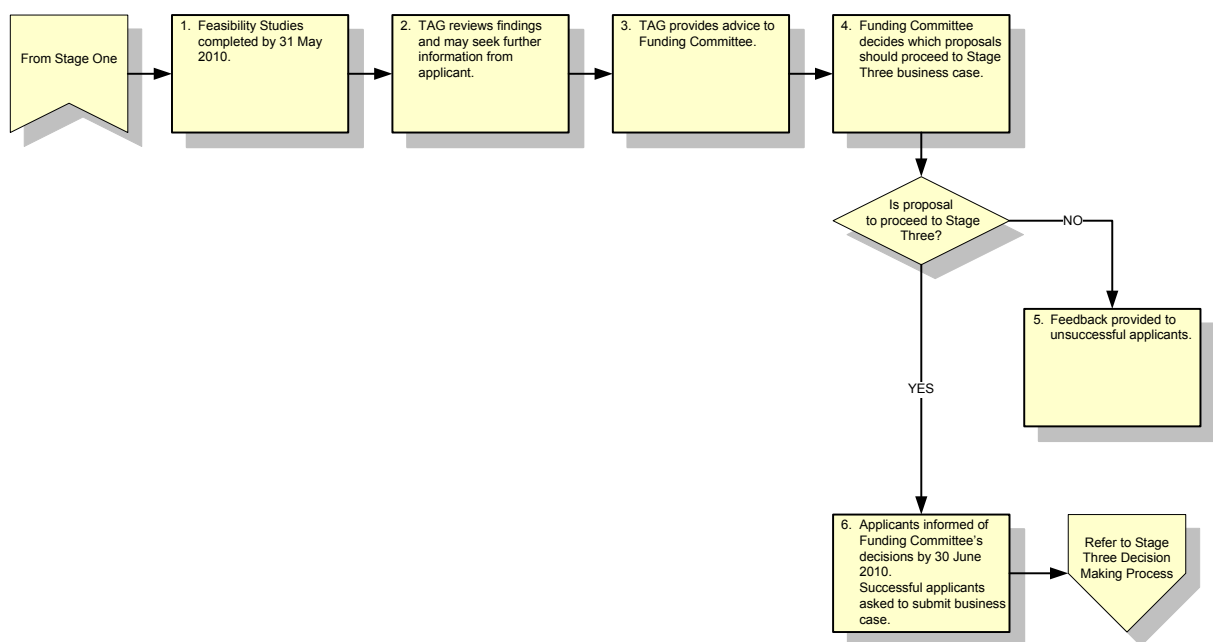 From Stage One
1. Feasibility Studies
completed by 31 May
2010.
2. TAG reviews findings
and may seek further
information from
applicant.
3. TAG provides advice to
Funding Committee.
4. Funding Committee
decides which proposals
should proceed to Stage
Three business case.
Is proposal
to proceed to Stage
Three?
NO
5. Feedback provided to
unsuccessful applicants.
YES
6. Applicants informed of
Funding Committee's
decisions by 30 June
2010.
Successful applicants
asked to submit business
case.
Refer to Stage
Three Decision
Making Process